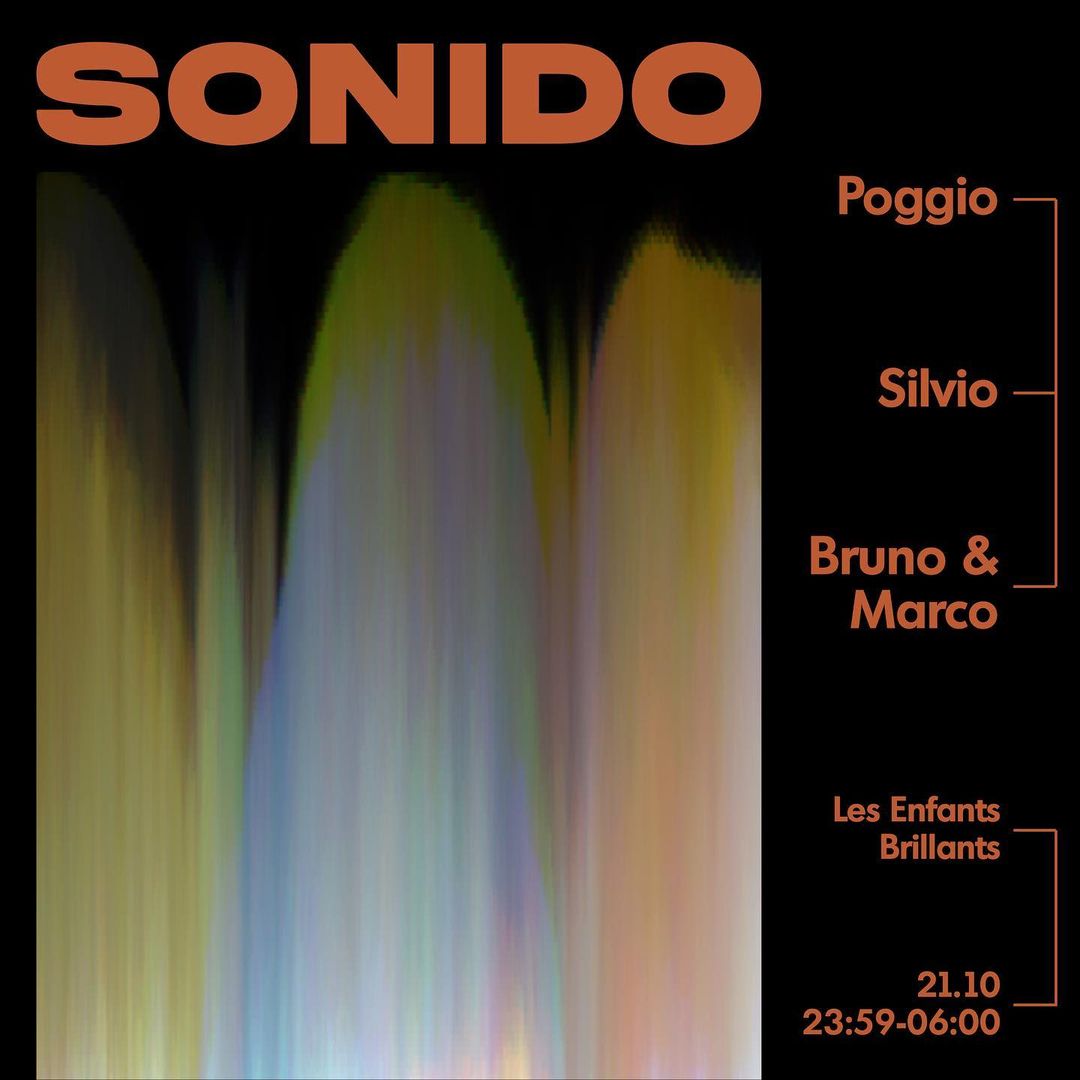 SONIDO
Poggio
Silvio
Bruno &
Marco
Les Enfants
Brillants
21.10
23:59-06:00